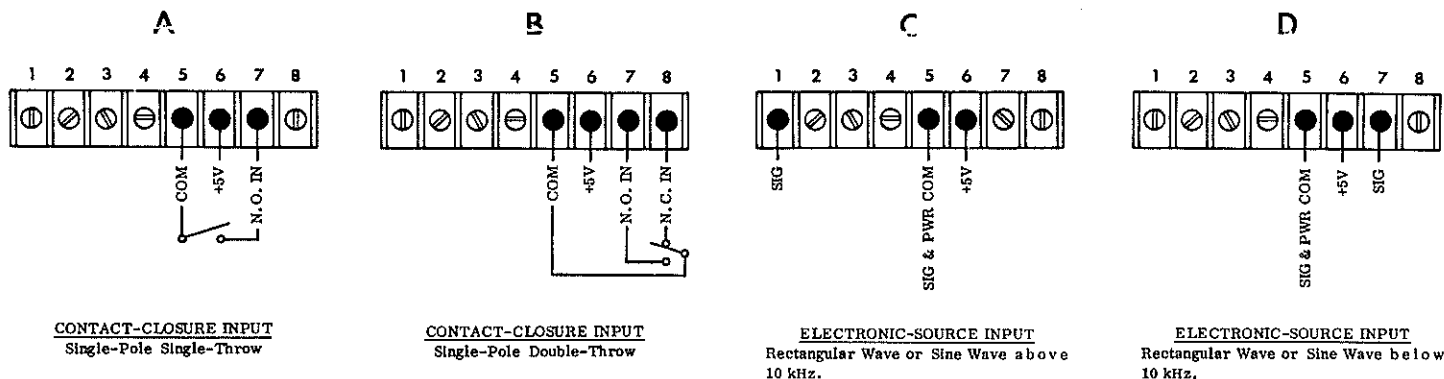 A
B
C
D
1 2 3 4 5 6 7 8
1 2 3 4 5 6 7 8
1 2 3 4 5 6 7 8
1 2 3 4 5 6 7 8
COM
+5V
N.O. IN
COM
+5V
N.O. IN
N.C. IN
SIG
SIG & PWR COM
+5V
SIG & PWR COM
+5V
SIG
CONTACT-CLOSURE INPUT
Single-Pole Single-Throw
CONTACT-CLOSURE INPUT
Single-Pole Double-Throw
ELECTRONIC-SOURCE INPUT
Rectangular Wave or Sine Wave above
10 kHz.
ELECTRONIC-SOURCE INPUT
Rectangular Wave or Sine Wave below
10 kHz.